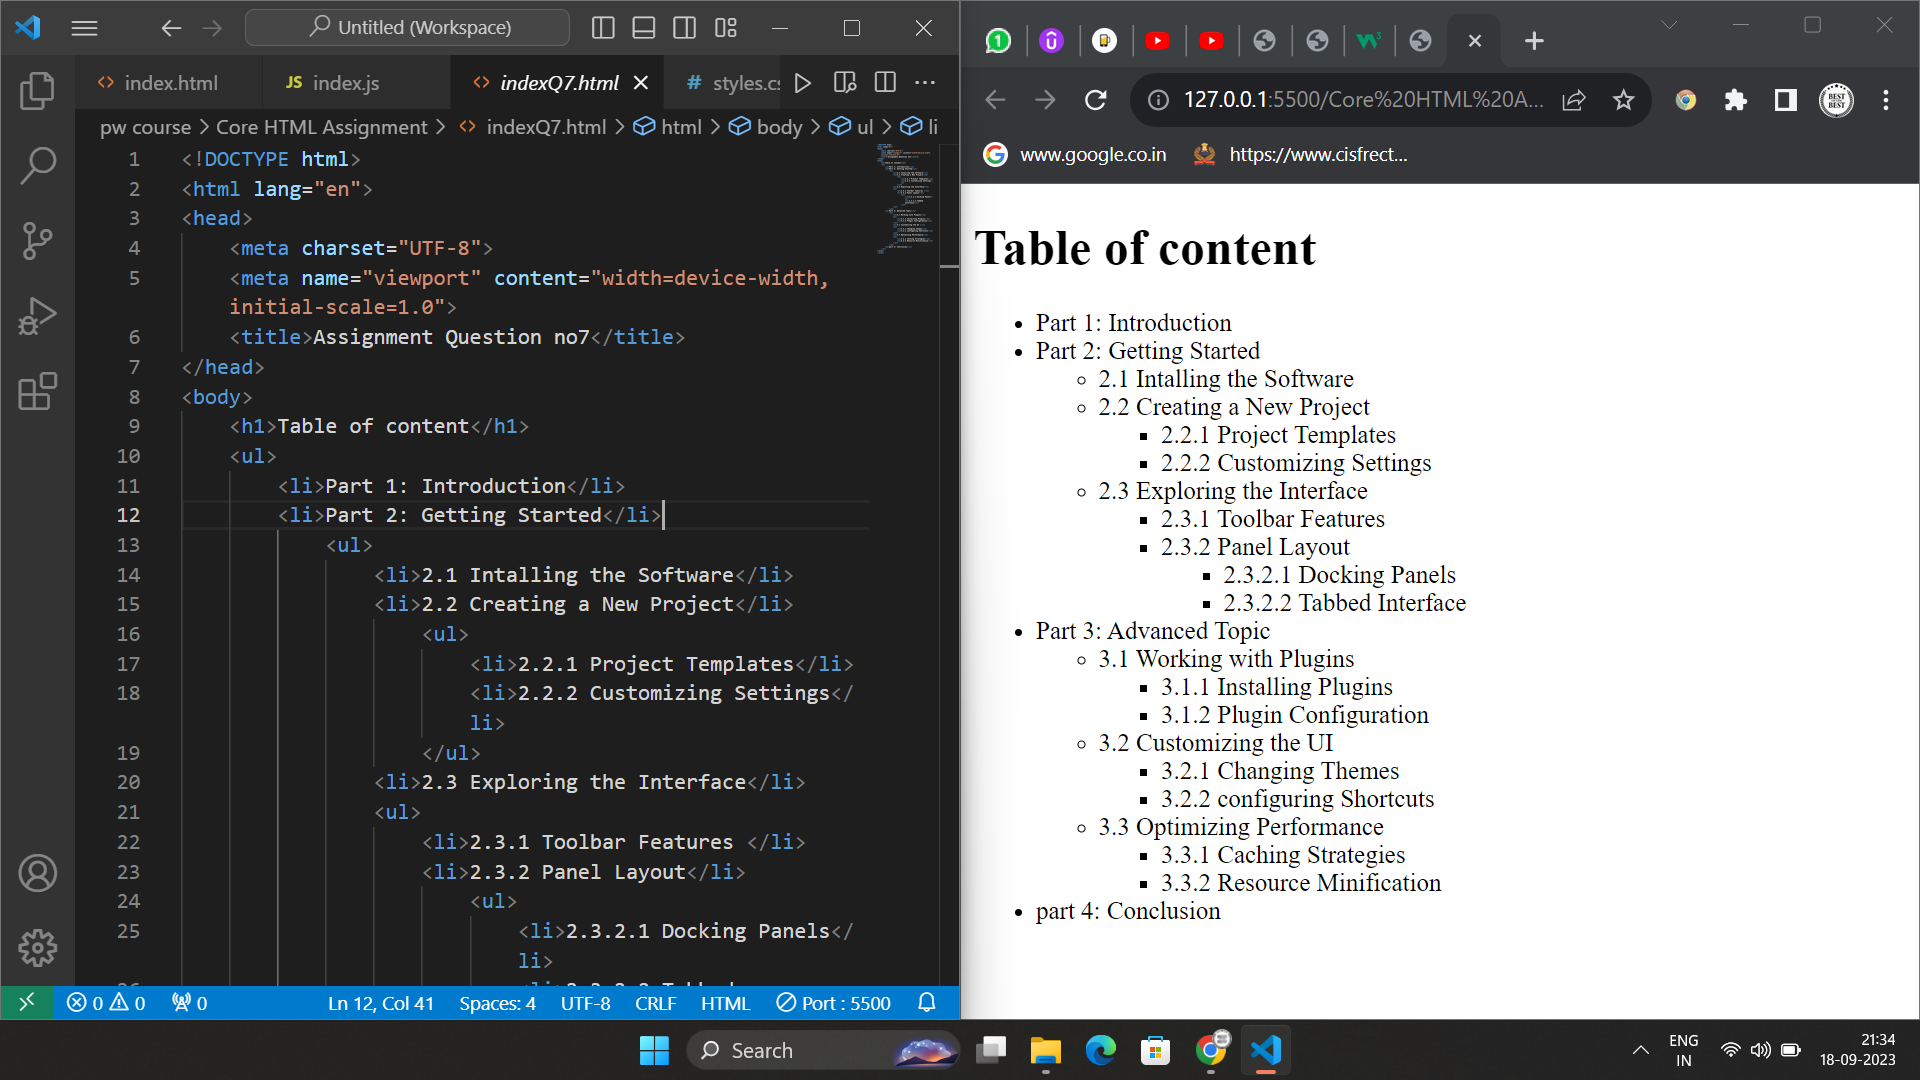 Untitled (Workspace)
index.html
JS index.js
indexQ7.html
# styles.cs
pw course > Core HTML Assignment > indexQ7.html > html > body > ul > li
1 <!DOCTYPE html>
2 <html lang="en">
3 <head>
4 <meta charset="UTF-8">
5 <meta name="viewport" content="width=device-width,
initial-scale=1.0">
6 <title>Assignment Question no7</title>
7 </head>
8 <body>
9 <h1>Table of content</h1>
10 <ul>
11 <li>Part 1: Introduction</li>
12 <li>Part 2: Getting Started</li>
13 <ul>
14 <li>2.1 Intalling the Software</li>
15 <li>2.2 Creating a New Project</li>
16 <ul>
17 <li>2.2.1 Project Templates</li>
18 <li>2.2.2 Customizing Settings</
li>
19 </ul>
20 <li>2.3 Exploring the Interface</li>
21 <ul>
22 <li>2.3.1 Toolbar Features </li>
23 <li>2.3.2 Panel Layout</li>
24 <ul>
25 <li>2.3.2.1 Docking Panels</
li>
0 0 0
Ln 12, Col 41 Spaces: 4 UTF-8 CRLF HTML Port : 5500
127.0.0.1:5500/Core%20HTML%20A...
BEST
BEST
www.google.co.in
https://www.cisfrect...
Table of content
• Part 1: Introduction
• Part 2: Getting Started
2.1 Intalling the Software
2.2 Creating a New Project
2.2.1 Project Templates
2.2.2 Customizing Settings
2.3 Exploring the Interface
2.3.1 Toolbar Features
2.3.2 Panel Layout
2.3.2.1 Docking Panels
2.3.2.2 Tabbed Interface
• Part 3: Advanced Topic
3.1 Working with Plugins
3.1.1 Installing Plugins
3.1.2 Plugin Configuration
3.2 Customizing the UI
3.2.1 Changing Themes
3.2.2 configuring Shortcuts
3.3 Optimizing Performance
3.3.1 Caching Strategies
3.3.2 Resource Minification
• part 4: Conclusion
Search
ENG
IN
21:34
18-09-2023